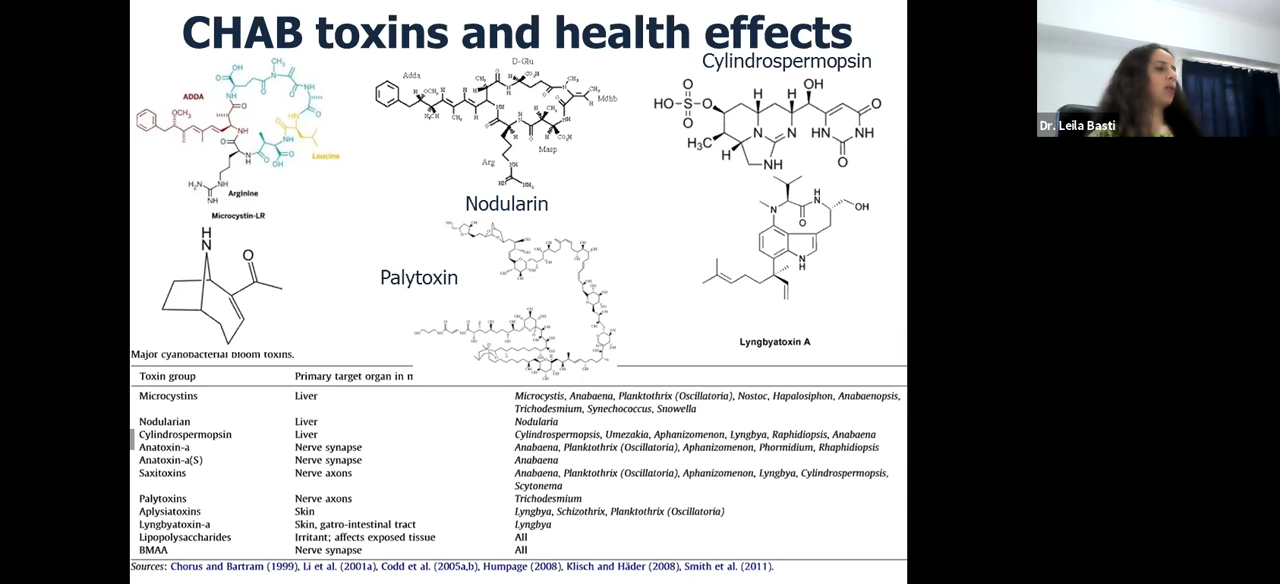 CHAB toxins and health effects
Cylindrospermopsin
ADDA
Leucine
Arginine
Microcystin-LR
Adda
D-Glu
Mdhb
Masp
Arg
Nodularin
Palytoxin
Lyngbyatoxin A
Dr. Leila Basti
Major cyanobacterial bloom toxins.
Toxin group Primary target organ in m
Microcystins Liver Microcystis, Anabaena, Planktothrix (Oscillatoria), Nostoc, Hapalosiphon, Anabaenopsis,
Trichodesmium, Synechococcus, Snowella
Nodularian Liver Nodularia
Cylindrospermopsin Liver Cylindrospermopsis, Umezakia, Aphanizomenon, Lyngbya, Raphidiopsis, Anabaena
Anatoxin-a Nerve synapse Anabaena, Planktothrix (Oscillatoria), Aphanizomenon, Phormidium, Rhaphidiopsis
Anatoxin-a(S) Nerve synapse Anabaena
Saxitoxins Nerve axons Anabaena, Planktothrix (Oscillatoria), Aphanizomenon, Lyngbya, Cylindrospermopsis,
Scytonema
Palytoxins Nerve axons Trichodesmium
Aplysiatoxins Skin Lyngbya, Schizothrix, Planktothrix (Oscillatoria)
Lyngbyatoxin-a Skin, gatro-intestinal tract Lyngbya
Lipopolysaccharides Irritant; affects exposed tissue All
BMAA Nerve synapse All
Sources: Chorus and Bartram (1999), Li et al. (2001a), Codd et al. (2005a,b), Humpage (2008), Klisch and Häder (2008), Smith et al. (2011).